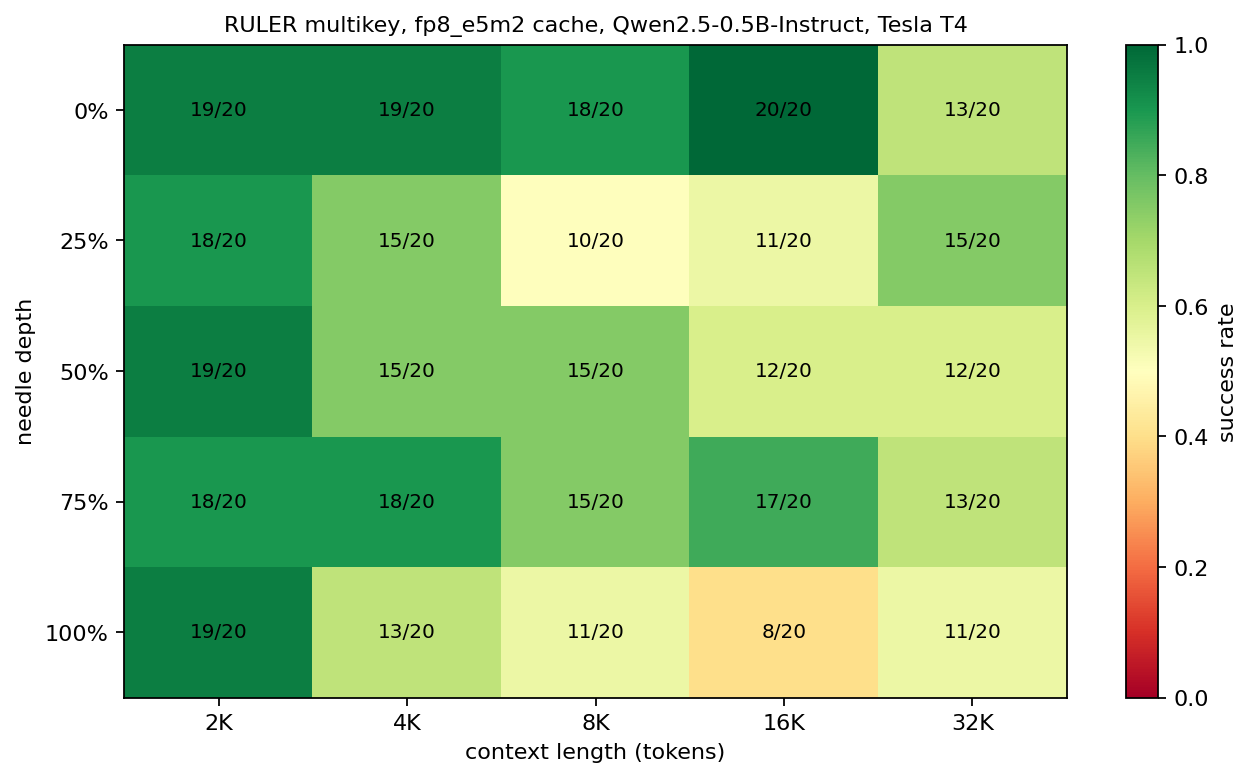 RULER multikey, fp8_e5m2 cache, Qwen2.5-0.5B-Instruct, Tesla T4
0% 19/20 19/20 18/20 20/20 13/20
25% 18/20 15/20 10/20 11/20 15/20
50% 19/20 15/20 15/20 12/20 12/20
75% 18/20 18/20 15/20 17/20 13/20
100% 19/20 13/20 11/20 8/20 11/20
2K 4K 8K 16K 32K
context length (tokens)
needle depth
1.0
0.8
0.6
0.4
0.2
0.0
success rate